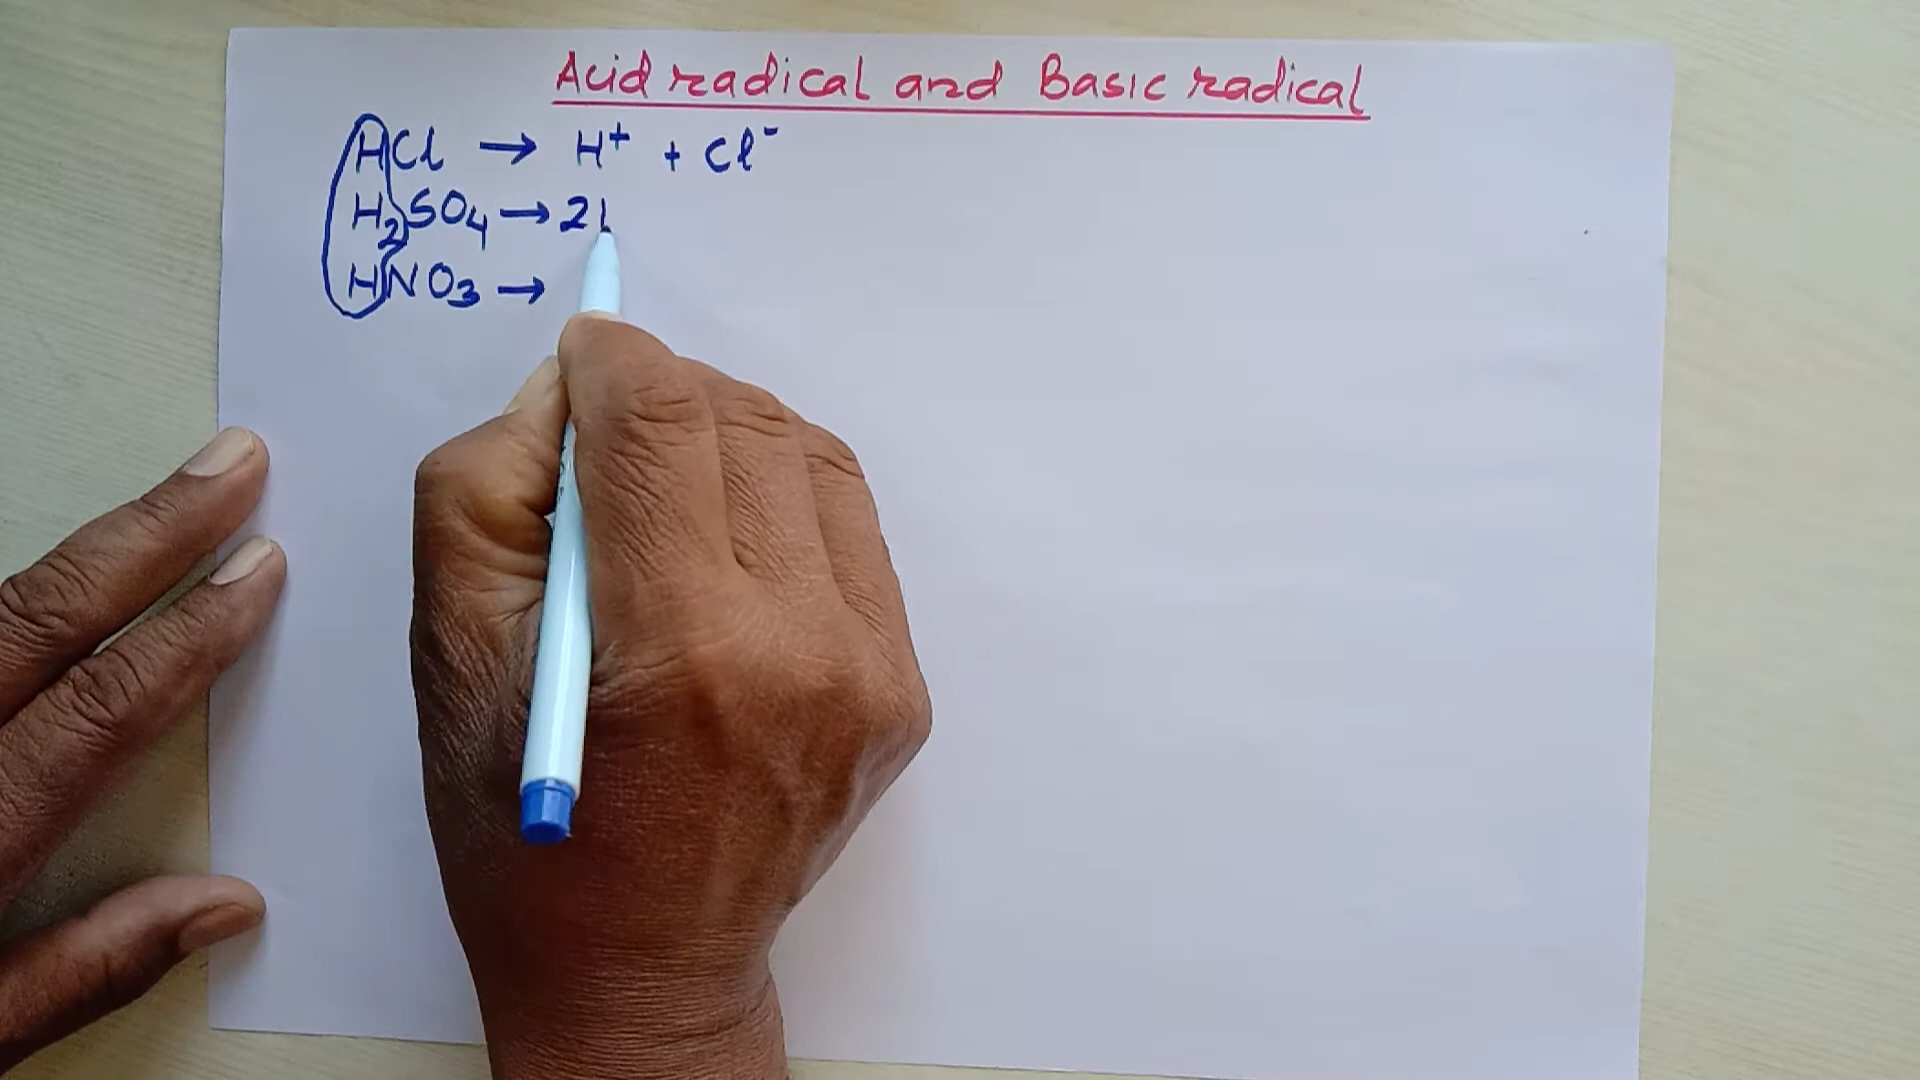 Acid radical and Basic radical
HCl → H⁺ + Cl⁻
H₂SO₄ → 2
HNO₃ →